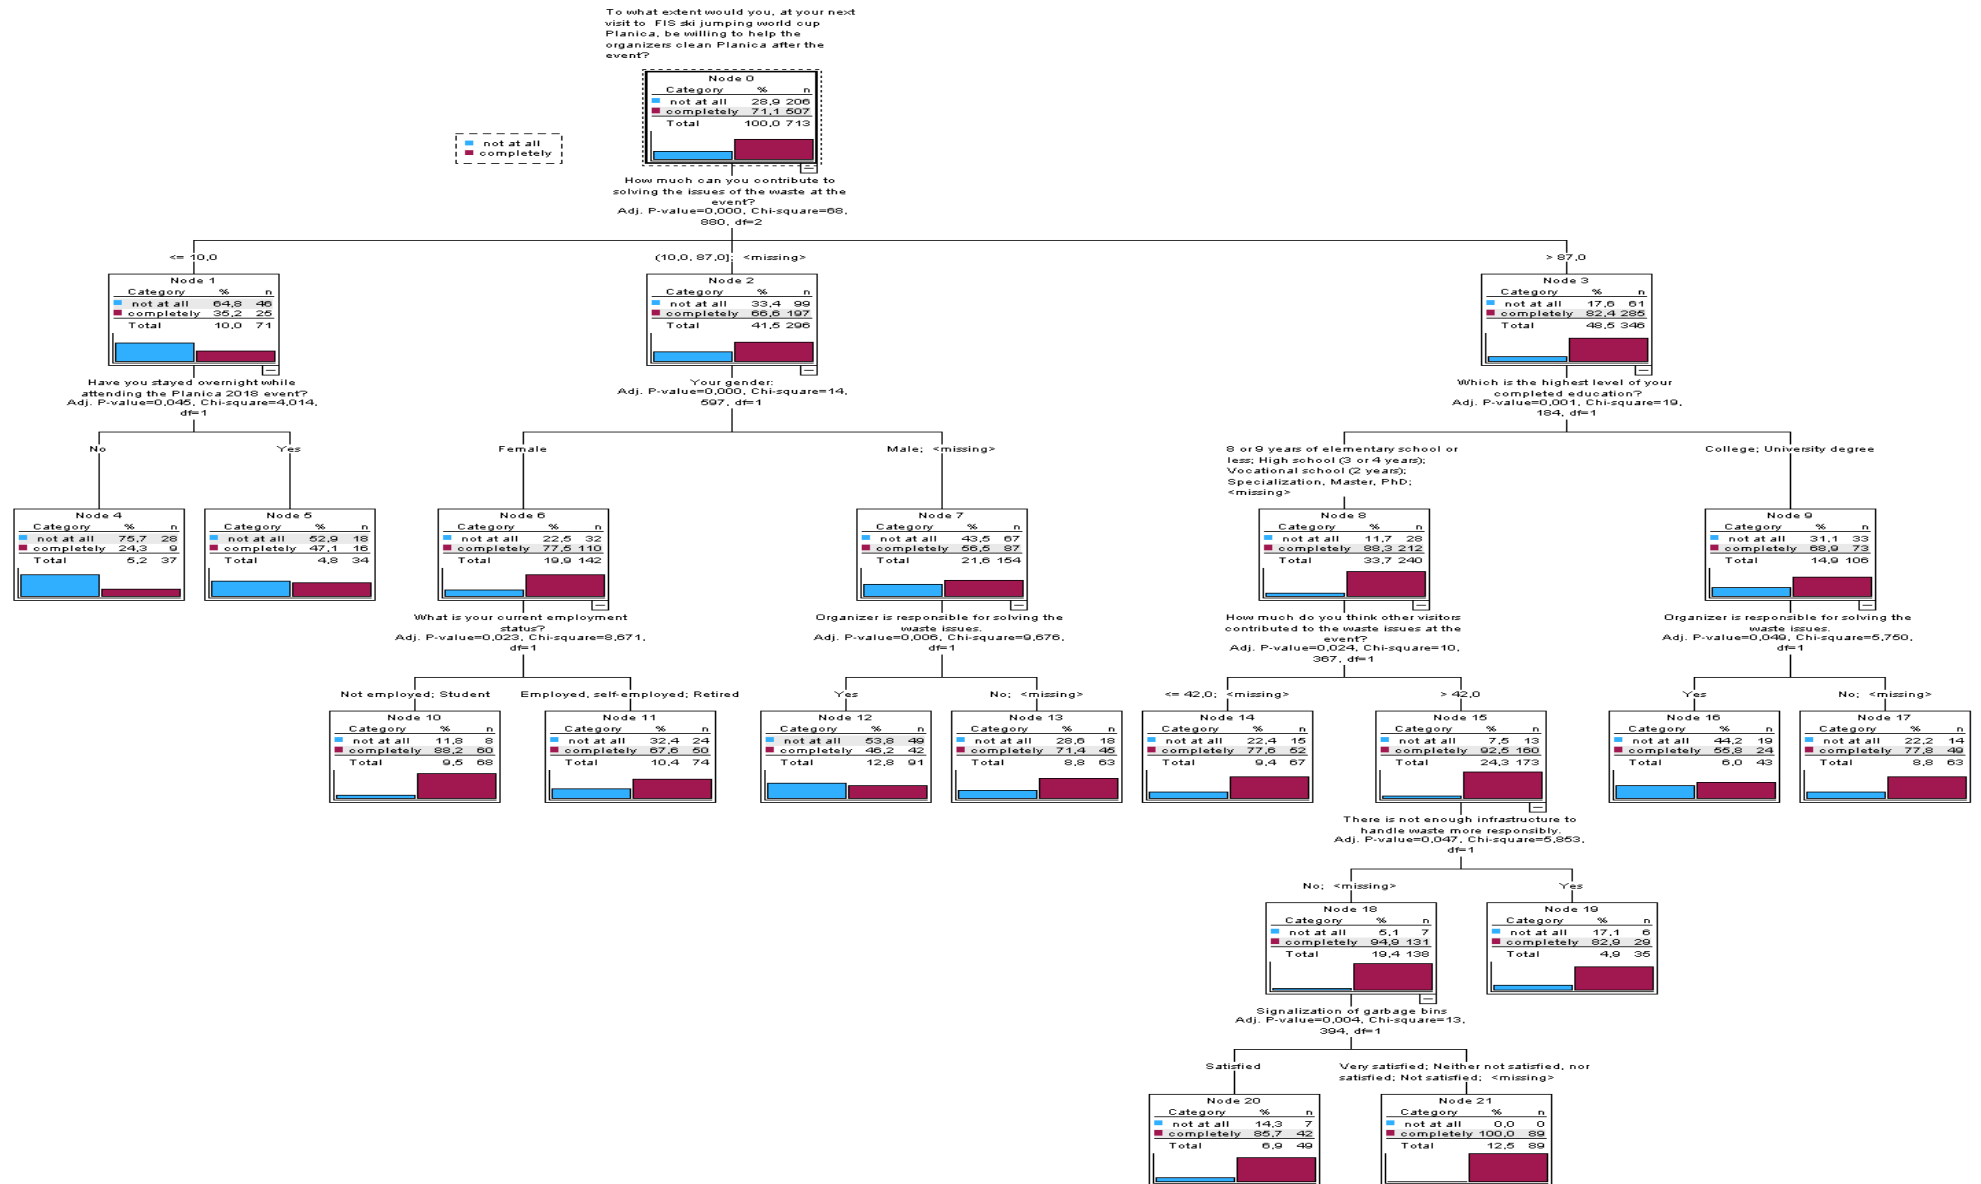 To what extent would you, at your next
visit to FIS ski jumping world cup
Planica, be willing to help the
organizers clean Planica after the
event?
Node 0
Category % n
not at all 28,9 206
completely 71,1 507
Total 100,0 713
not at all
completely
How much can you contribute to
solving the issues of the waste at the
event?
Adj. P-value=0,000, Chi-square=68,
880, df=2
<= 10,0
(10,0, 87,0]; <missing>
> 87,0
Node 1
Category % n
not at all 64,8 46
completely 35,2 25
Total 10,0 71
Node 2
Category % n
not at all 33,4 99
completely 66,6 197
Total 41,5 296
Node 3
Category % n
not at all 17,6 61
completely 82,4 285
Total 48,5 346
Have you stayed overnight while
attending the Planica 2018 event?
Adj. P-value=0,045, Chi-square=4,014,
df=1
Your gender:
Adj. P-value=0,000, Chi-square=14,
597, df=1
Which is the highest level of your
completed education?
Adj. P-value=0,001, Chi-square=19,
184, df=1
No
Yes
Female
Male; <missing>
8 or 9 years of elementary school or
less; High school (3 or 4 years);
Vocational school (2 years);
Specialization, Master, PhD;
<missing>
College; University degree
Node 4
Category % n
not at all 75,7 28
completely 24,3 9
Total 5,2 37
Node 5
Category % n
not at all 52,9 18
completely 47,1 16
Total 4,8 34
Node 6
Category % n
not at all 22,5 32
completely 77,5 110
Total 19,9 142
Node 7
Category % n
not at all 43,5 67
completely 56,5 87
Total 21,6 154
Node 8
Category % n
not at all 11,7 28
completely 88,3 212
Total 33,7 240
Node 9
Category % n
not at all 31,1 33
completely 68,9 73
Total 14,9 106
What is your current employment
status?
Adj. P-value=0,023, Chi-square=8,671,
df=1
Organizer is responsible for solving the
waste issues.
Adj. P-value=0,006, Chi-square=9,676,
df=1
How much do you think other visitors
contributed to the waste issues at the
event?
Adj. P-value=0,024, Chi-square=10,
367, df=1
Organizer is responsible for solving the
waste issues.
Adj. P-value=0,049, Chi-square=5,750,
df=1
Not employed; Student
Employed, self-employed; Retired
Yes
No; <missing>
<= 42,0; <missing>
> 42,0
Yes
No; <missing>
Node 10
Category % n
not at all 11,8 8
completely 88,2 60
Total 9,5 68
Node 11
Category % n
not at all 32,4 24
completely 67,6 50
Total 10,4 74
Node 12
Category % n
not at all 53,8 49
completely 46,2 42
Total 12,8 91
Node 13
Category % n
not at all 28,6 18
completely 71,4 45
Total 8,8 63
Node 14
Category % n
not at all 22,4 15
completely 77,6 52
Total 9,4 67
Node 15
Category % n
not at all 7,5 13
completely 92,5 160
Total 24,3 173
Node 16
Category % n
not at all 44,2 19
completely 55,8 24
Total 6,0 43
Node 17
Category % n
not at all 22,2 14
completely 77,8 49
Total 8,8 63
There is not enough infrastructure to
handle waste more responsibly.
Adj. P-value=0,047, Chi-square=5,853,
df=1
No; <missing>
Yes
Node 18
Category % n
not at all 5,1 7
completely 94,9 131
Total 19,4 138
Node 19
Category % n
not at all 17,1 6
completely 82,9 29
Total 4,9 35
Signalization of garbage bins
Adj. P-value=0,004, Chi-square=13,
394, df=1
Satisfied
Very satisfied; Neither not satisfied, nor
satisfied; Not satisfied; <missing>
Node 20
Category % n
not at all 14,3 7
completely 85,7 42
Total 6,9 49
Node 21
Category % n
not at all 0,0 0
completely 100,0 89
Total 12,5 89